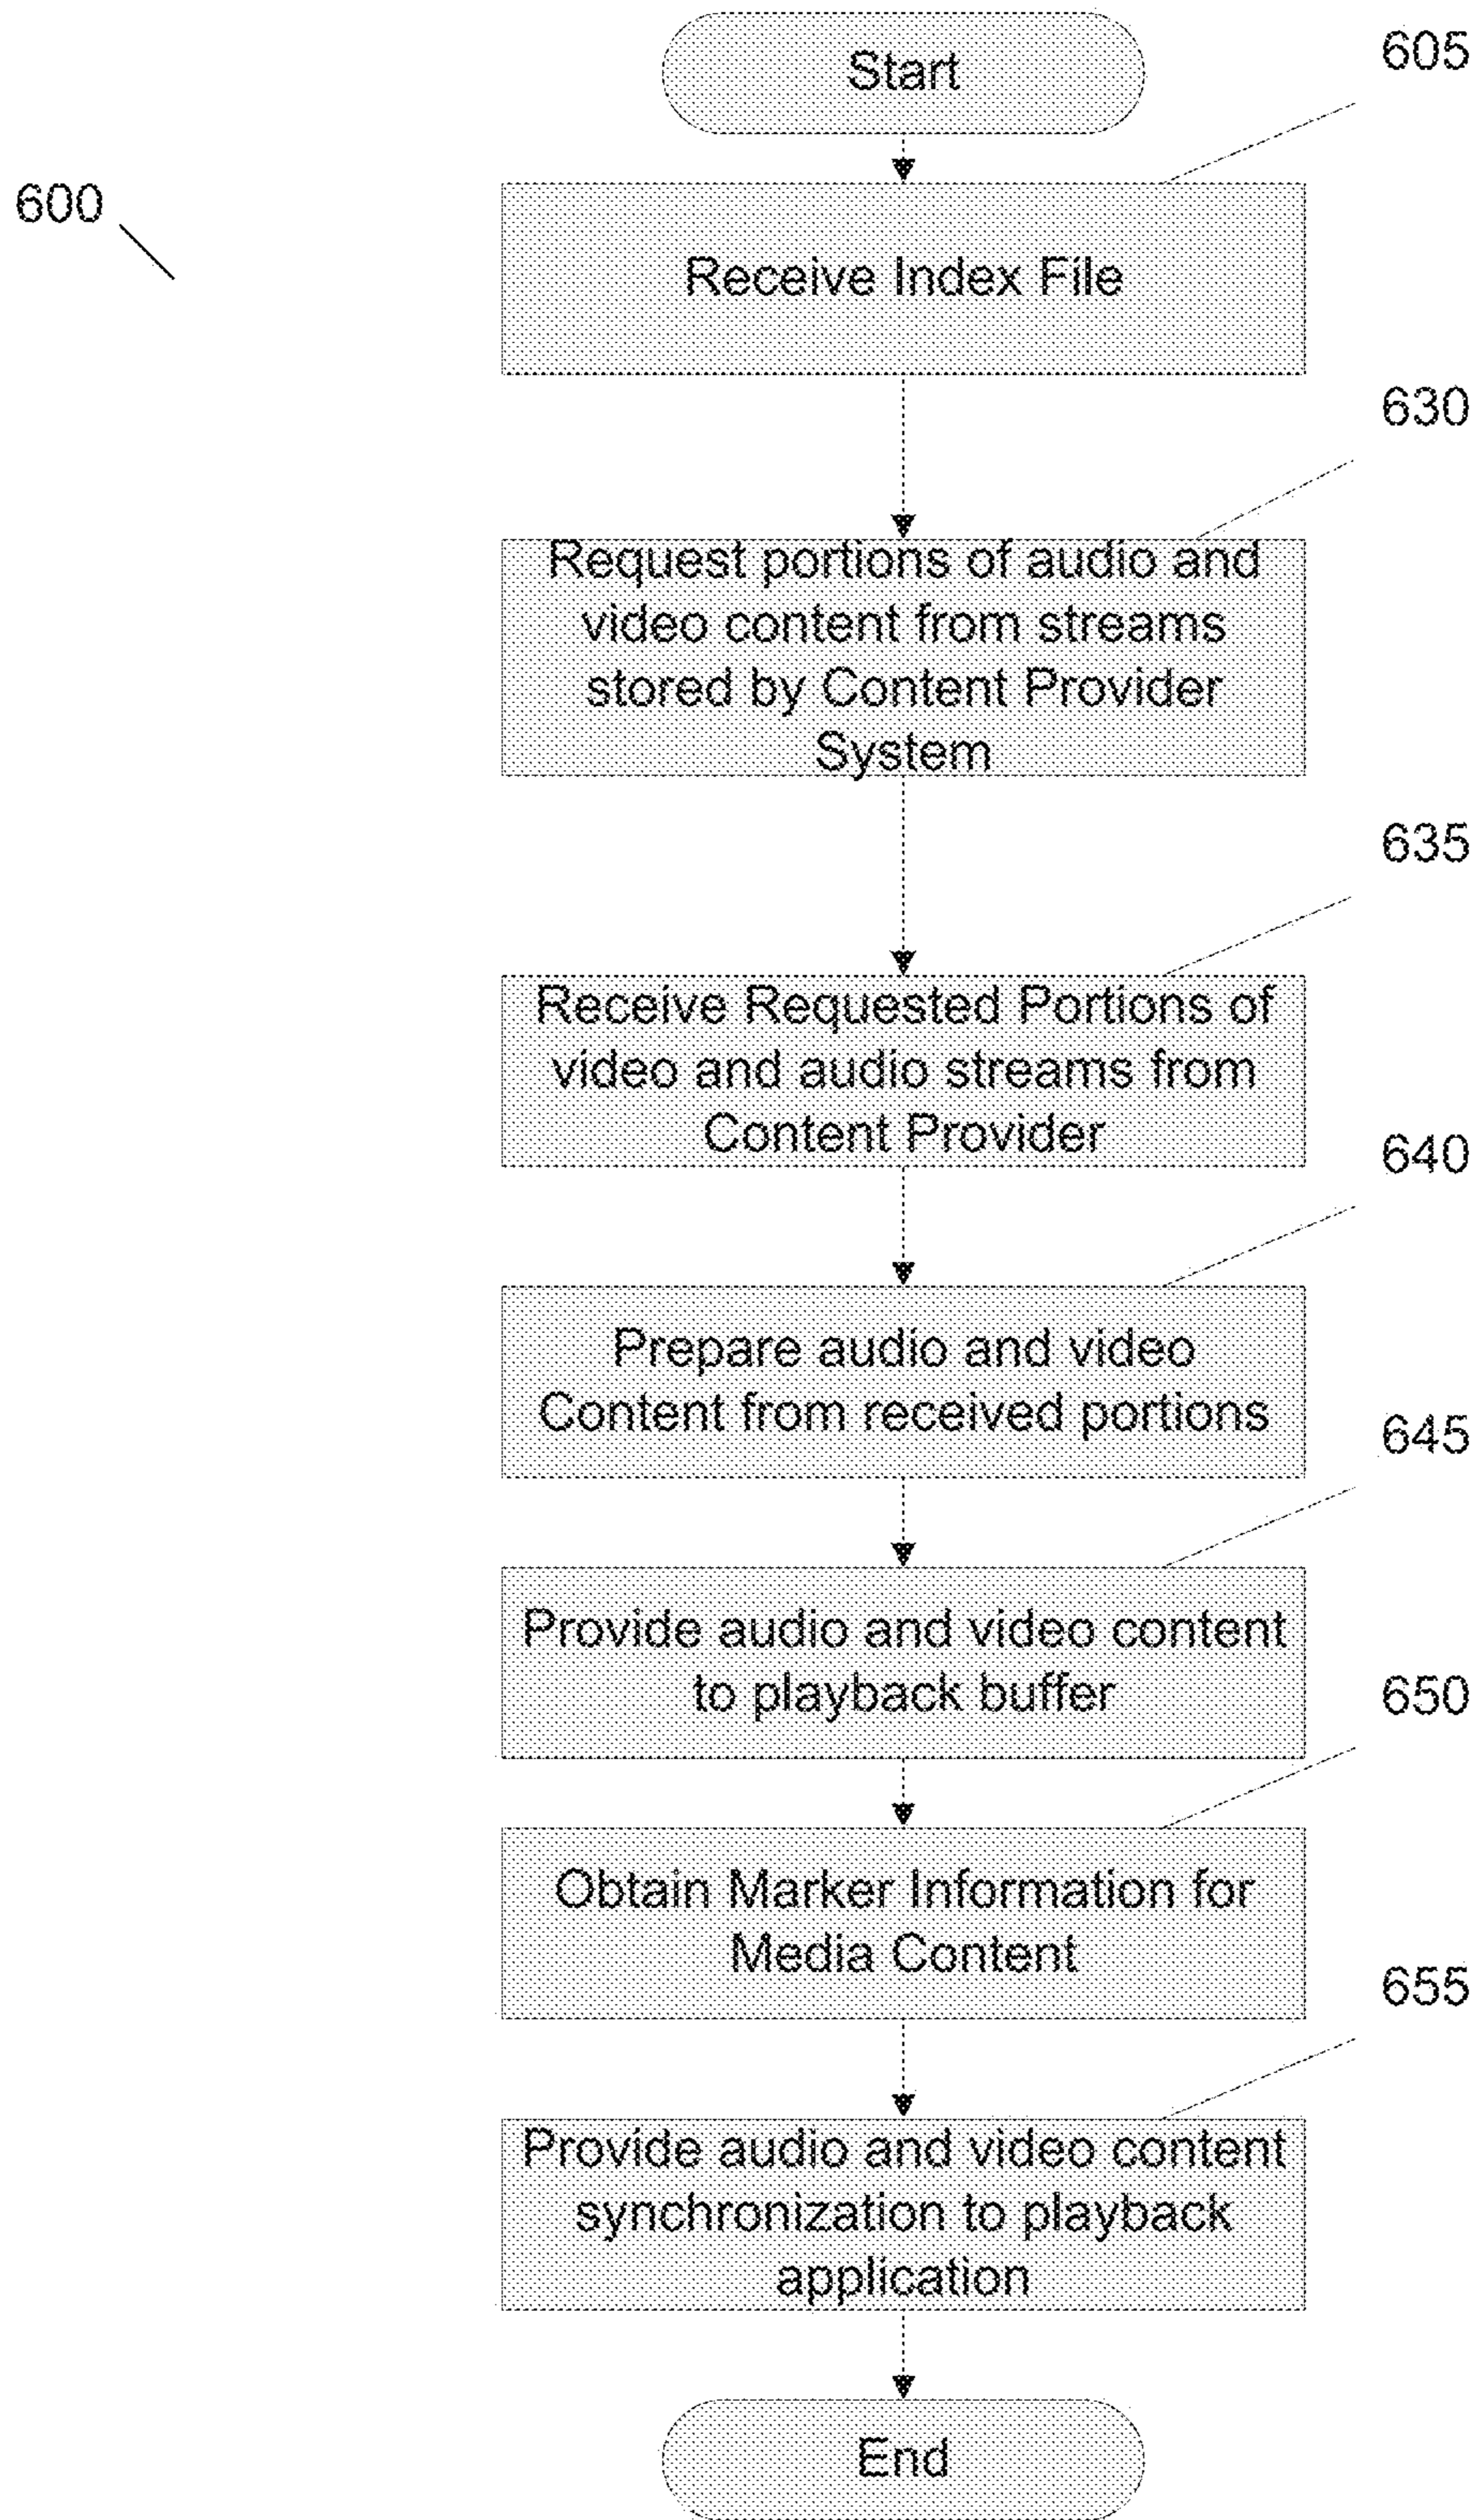 Start
605
600
Receive Index File
630
Request portions of audio and
video content from streams
stored by Content Provider
System
635
Receive Requested Portions of
video and audio streams from
Content Provider
640
Prepare audio and video
Content from received portions
645
Provide audio and video content
to playback buffer
650
Obtain Marker Information for
Media Content
655
Provide audio and video content
synchronization to playback
application
End